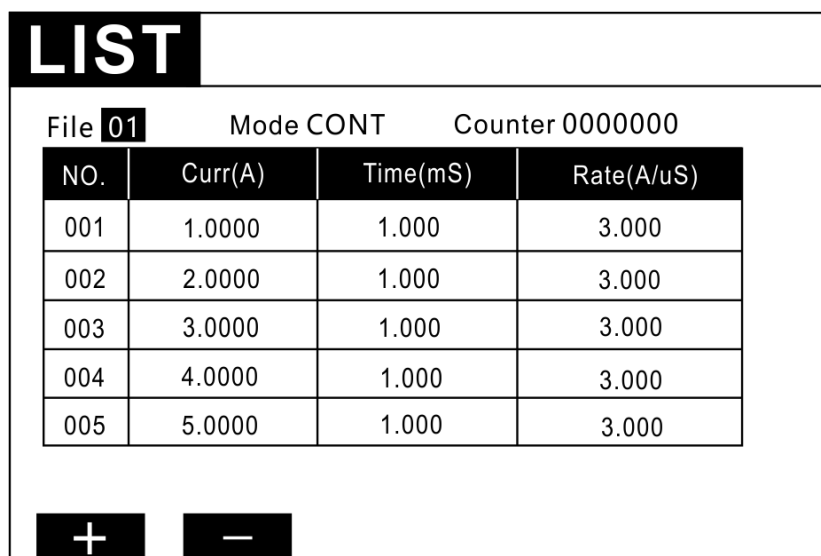 LIST
File 01 Mode CONT Counter 0000000
NO. Curr(A) Time(mS) Rate(A/uS)
001 1.0000 1.000 3.000
002 2.0000 1.000 3.000
003 3.0000 1.000 3.000
004 4.0000 1.000 3.000
005 5.0000 1.000 3.000
+ −